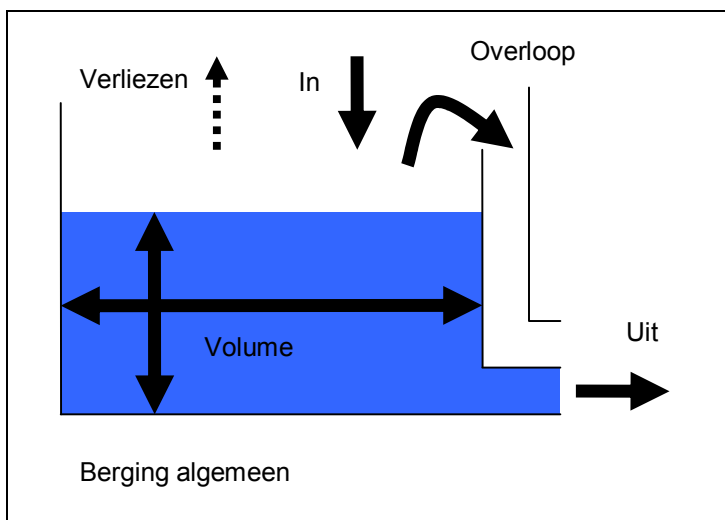 Overloop
Verliezen
In
Uit
Volume
Berging algemeen